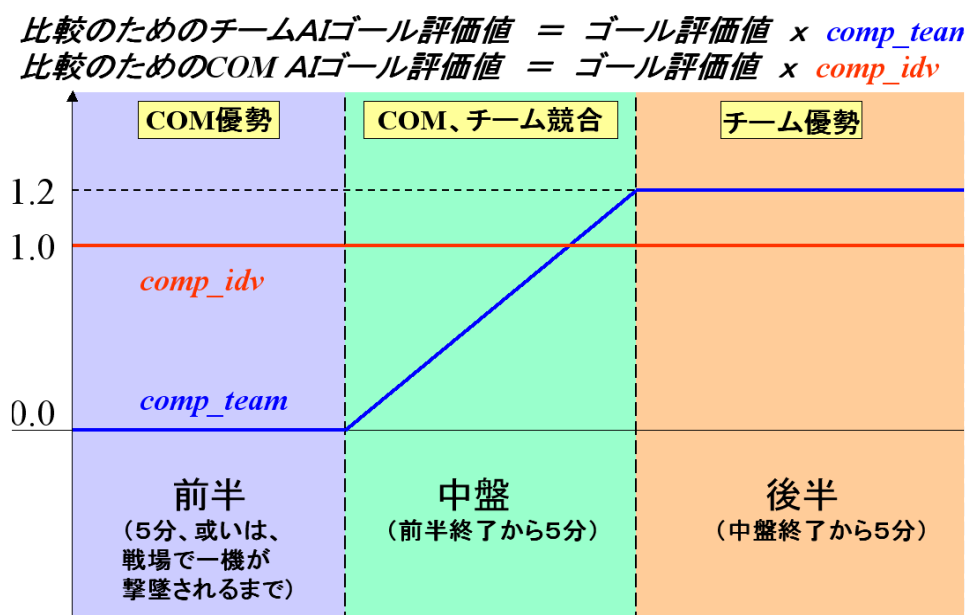 比較のためのチームAIゴール評価値 ＝ ゴール評価値 x comp_team
比較のためのCOM AIゴール評価値 ＝ ゴール評価値 x comp_idv
COM優勢
COM、チーム競合
チーム優勢
1.2
1.0
comp_idv
comp_team
0.0
前半
（５分、或いは、
戦場で一機が
撃墜されるまで）
中盤
（前半終了から５分）
後半
（中盤終了から５分）